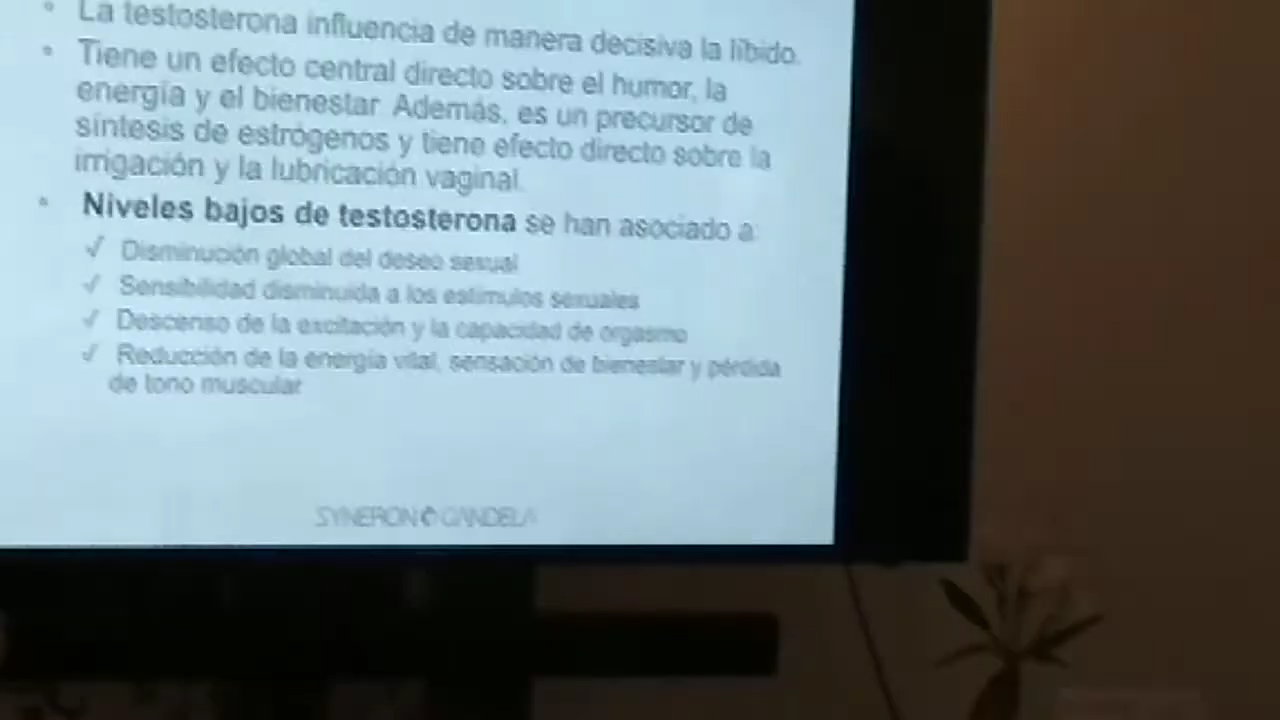 • La testosterona influencia de manera decisiva la líbido.
• Tiene un efecto central directo sobre el humor, la
energía y el bienestar. Además, es un precursor de
síntesis de estrógenos y tiene efecto directo sobre la
irrigación y la lubricación vaginal.
• Niveles bajos de testosterona se han asociado a:
√ Disminución global del deseo sexual
√ Sensibilidad disminuida a los estímulos sexuales
√ Descenso de la excitación y la capacidad de orgasmo
√ Reducción de la energía vital, sensación de bienestar y pérdida
de tono muscular
SYNERON CANDELA